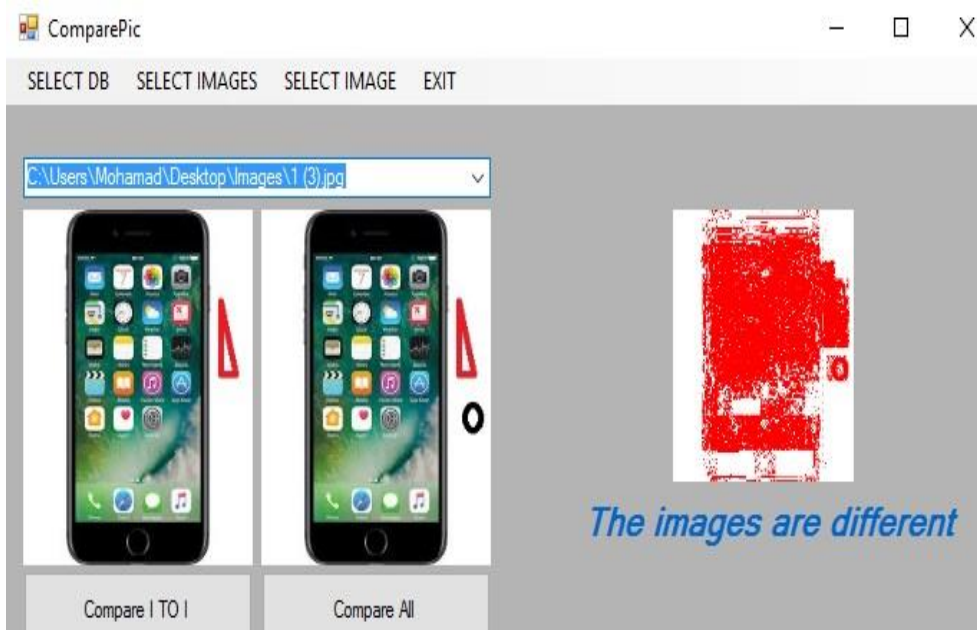 ComparePic
SELECT DB SELECT IMAGES SELECT IMAGE EXIT
C:\Users\Mohamad\Desktop\Images\1 (3).jpg
The images are different
Compare I TO I Compare All